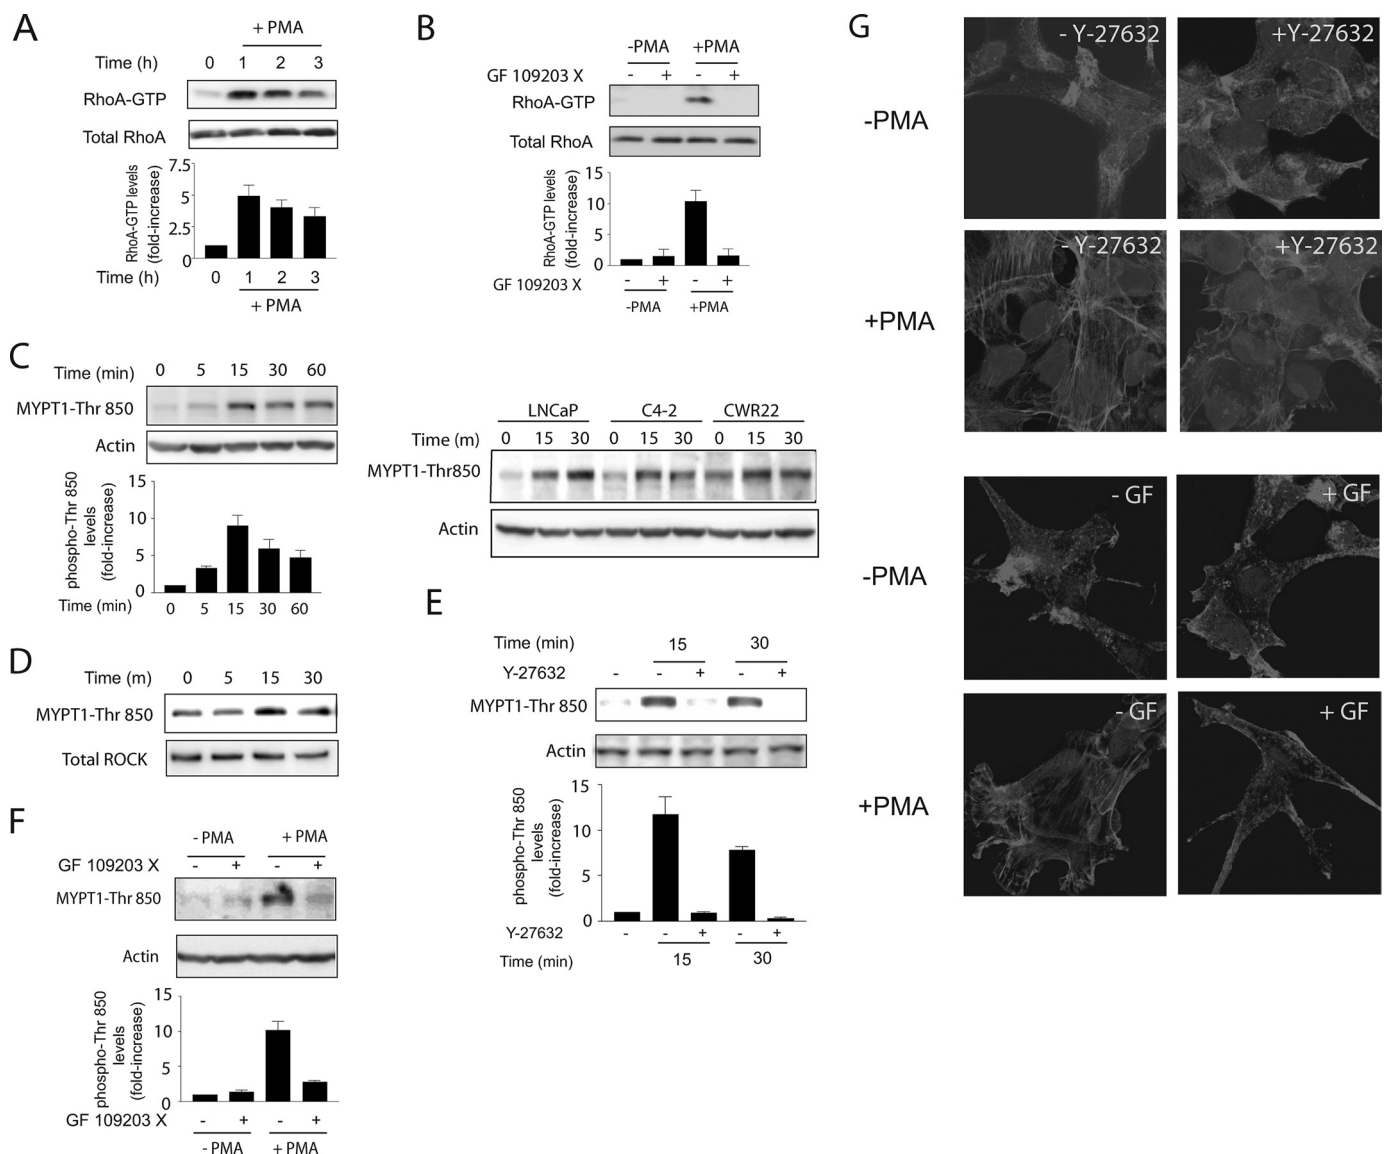 A
+ PMA
Time (h) 0 1 2 3
RhoA-GTP
Total RhoA
RhoA-GTP levels
(fold-increase)
7.5
5
2.5
0
Time (h) 0 1 2 3
+ PMA
B
-PMA +PMA
GF 109203 X - + - +
RhoA-GTP
Total RhoA
RhoA-GTP levels
(fold-increase)
15
10
5
0
GF 109203 X - + - +
-PMA +PMA
C
Time (min) 0 5 15 30 60
MYPT1-Thr 850
Actin
phospho-Thr 850
levels
(fold-increase)
15
10
5
0
Time (min) 0 5 15 30 60
LNCaP C4-2 CWR22
Time (m) 0 15 30 0 15 30 0 15 30
MYPT1-Thr850
Actin
D
Time (m) 0 5 15 30
MYPT1-Thr 850
Total ROCK
E
Time (min) 15 30
Y-27632 - - + - +
MYPT1-Thr 850
Actin
phospho-Thr 850
levels
(fold-increase)
15
10
5
0
Y-27632 - - + - +
Time (min) 15 30
F
- PMA + PMA
GF 109203 X - + - +
MYPT1-Thr 850
Actin
phospho-Thr 850
levels
(fold-increase)
15
10
5
0
GF 109203 X - + - +
- PMA + PMA
G
- Y-27632 +Y-27632
-PMA
- Y-27632 +Y-27632
+PMA
- GF + GF
-PMA
- GF + GF
+PMA